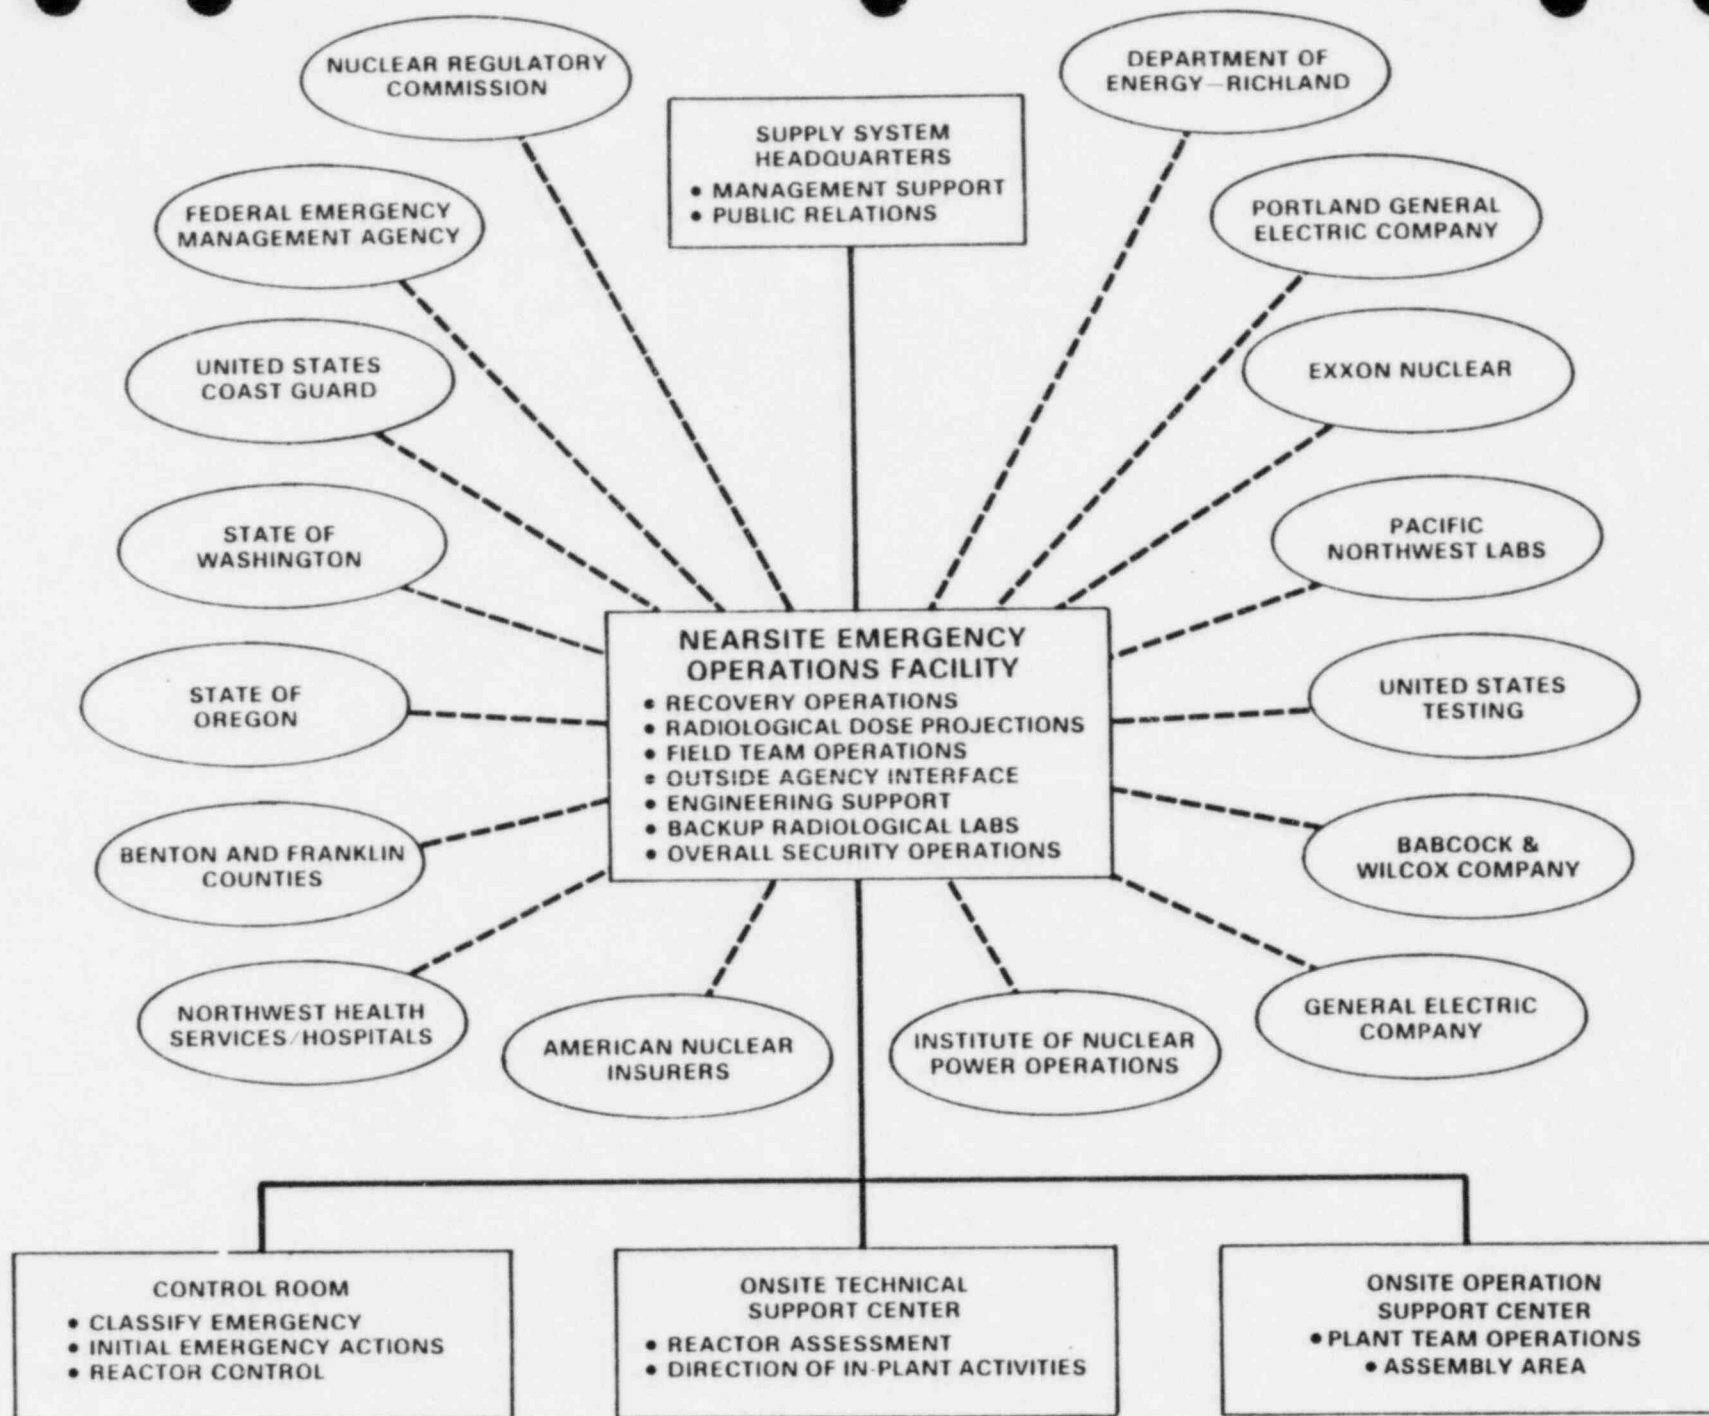 NUCLEAR REGULATORY
COMMISSION
DEPARTMENT OF
ENERGY—RICHLAND
SUPPLY SYSTEM
HEADQUARTERS
• MANAGEMENT SUPPORT
• PUBLIC RELATIONS
FEDERAL EMERGENCY
MANAGEMENT AGENCY
PORTLAND GENERAL
ELECTRIC COMPANY
UNITED STATES
COAST GUARD
EXXON NUCLEAR
STATE OF
WASHINGTON
PACIFIC
NORTHWEST LABS
NEARSITE EMERGENCY
OPERATIONS FACILITY
• RECOVERY OPERATIONS
• RADIOLOGICAL DOSE PROJECTIONS
• FIELD TEAM OPERATIONS
• OUTSIDE AGENCY INTERFACE
• ENGINEERING SUPPORT
• BACKUP RADIOLOGICAL LABS
• OVERALL SECURITY OPERATIONS
STATE OF
OREGON
UNITED STATES
TESTING
BENTON AND FRANKLIN
COUNTIES
BABCOCK &
WILCOX COMPANY
NORTHWEST HEALTH
SERVICES/HOSPITALS
AMERICAN NUCLEAR
INSURERS
INSTITUTE OF NUCLEAR
POWER OPERATIONS
GENERAL ELECTRIC
COMPANY
CONTROL ROOM
• CLASSIFY EMERGENCY
• INITIAL EMERGENCY ACTIONS
• REACTOR CONTROL
ONSITE TECHNICAL
SUPPORT CENTER
• REACTOR ASSESSMENT
• DIRECTION OF IN-PLANT ACTIVITIES
ONSITE OPERATION
SUPPORT CENTER
• PLANT TEAM OPERATIONS
• ASSEMBLY AREA